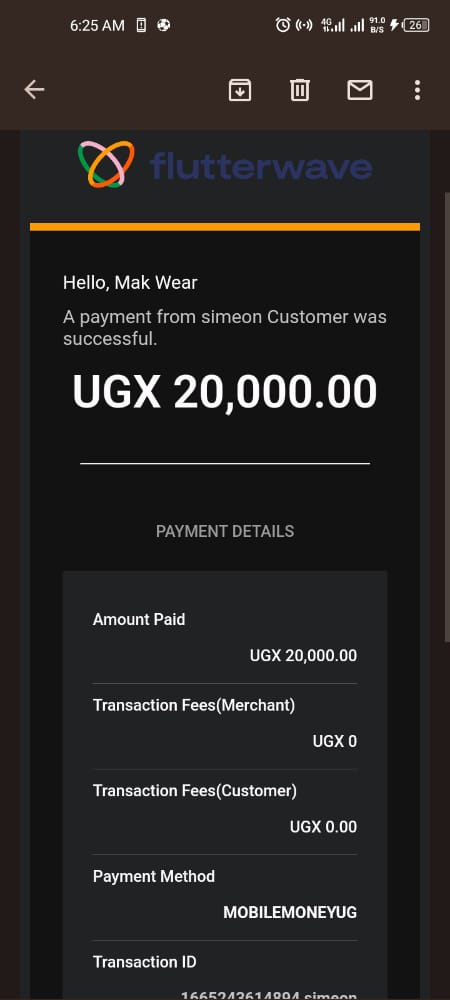 6:25 AM
4G
91.0
B/S
26
flutterwave
Hello, Mak Wear
A payment from simeon Customer was
successful.
UGX 20,000.00
PAYMENT DETAILS
Amount Paid
UGX 20,000.00
Transaction Fees(Merchant)
UGX 0
Transaction Fees(Customer)
UGX 0.00
Payment Method
MOBILEMONEYUG
Transaction ID
1665243614894 simeon